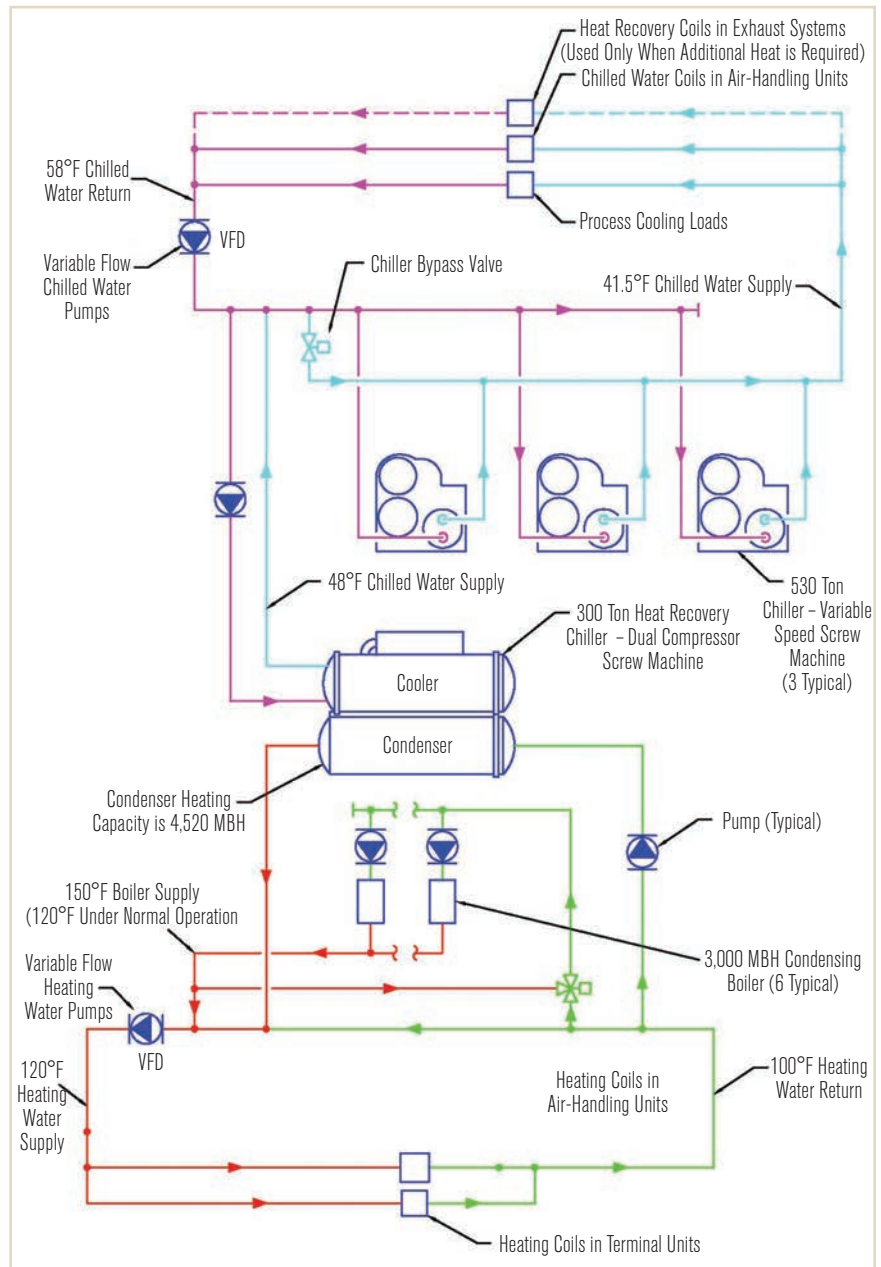 Heat Recovery Coils in Exhaust Systems
(Used Only When Additional Heat is Required)
Chilled Water Coils in Air-Handling Units
58°F Chilled
Water Return
VFD
Process Cooling Loads
Variable Flow
Chilled Water
Pumps
Chiller Bypass Valve
41.5°F Chilled Water Supply
48°F Chilled Water Supply
300 Ton Heat Recovery
Chiller – Dual Compressor
Screw Machine
530 Ton
Chiller – Variable
Speed Screw
Machine
(3 Typical)
Cooler
Condenser
Condenser Heating
Capacity is 4,520 MBH
Pump (Typical)
150°F Boiler Supply
(120°F Under Normal Operation
3,000 MBH Condensing
Boiler (6 Typical)
Variable Flow
Heating
Water Pumps
VFD
120°F
Heating
Water
Supply
Heating Coils in
Air-Handling Units
100°F Heating
Water Return
Heating Coils in Terminal Units